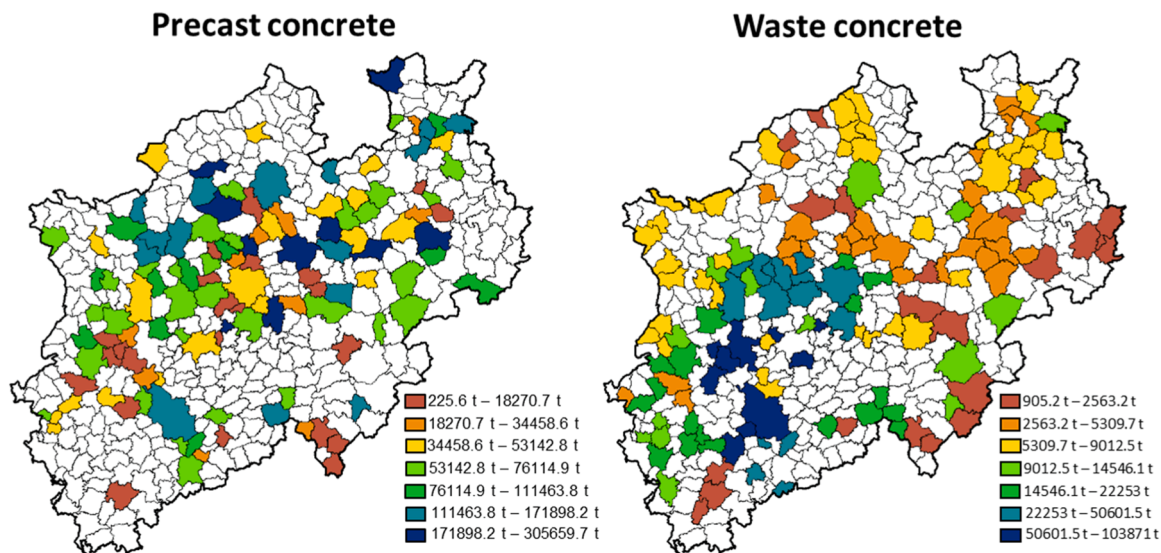 Precast concrete
Waste concrete
225.6 t – 18270.7 t
18270.7 t – 34458.6 t
34458.6 t – 53142.8 t
53142.8 t – 76114.9 t
76114.9 t – 111463.8 t
111463.8 t – 171898.2 t
171898.2 t – 305659.7 t
905.2 t – 2563.2 t
2563.2 t – 5309.7 t
5309.7 t – 9012.5 t
9012.5 t – 14546.1 t
14546.1 t – 22253 t
22253 t – 50601.5 t
50601.5 t – 103871 t